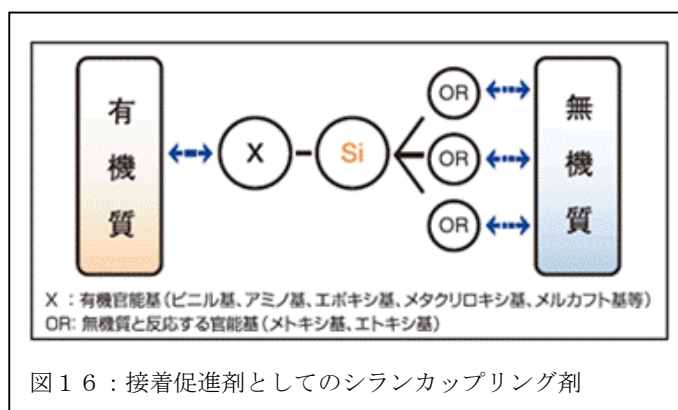 有機質
X
Si
OR
OR
OR
無機質
X：有機官能基（ビニル基、アミノ基、エポキシ基、メタクリロキシ基、メルカフト基等）
OR：無機質と反応する官能基（メトキシ基、エトキシ基）
図１６：接着促進剤としてのシランカップリング剤